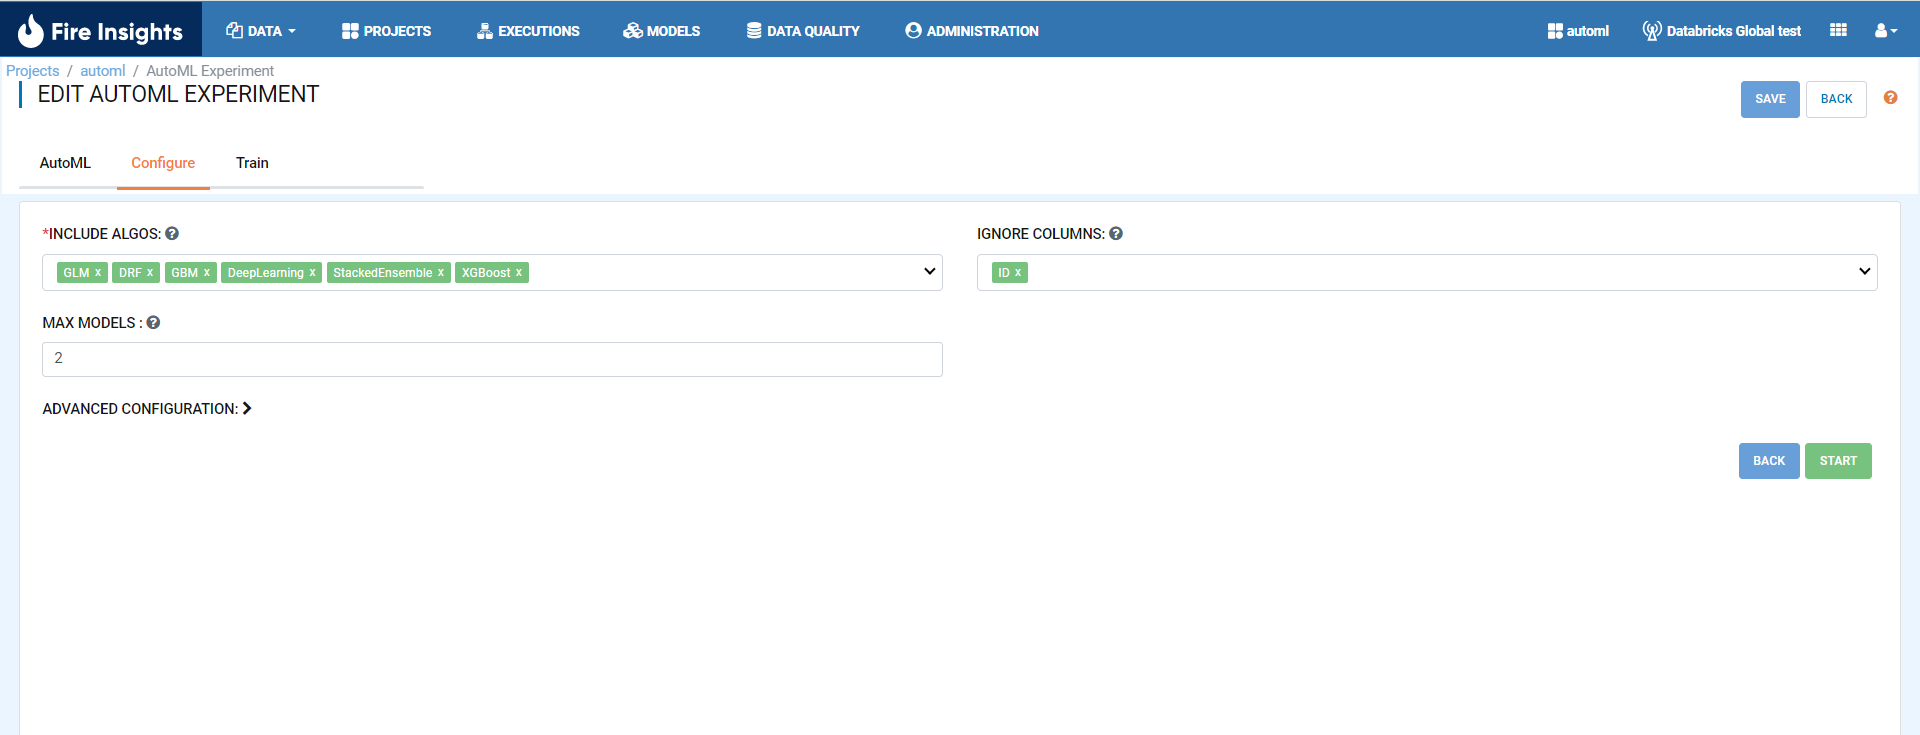 Fire Insights DATA PROJECTS EXECUTIONS MODELS DATA QUALITY ADMINISTRATION automl Databricks Global test
Projects / automl / AutoML Experiment
EDIT AUTOML EXPERIMENT
SAVE BACK ?
AutoML Configure Train
*INCLUDE ALGOS: ? IGNORE COLUMNS: ?
GLM x DRF x GBM x DeepLearning x StackedEnsemble x XGBoost x ID x
MAX MODELS : ?
2
ADVANCED CONFIGURATION:
BACK START